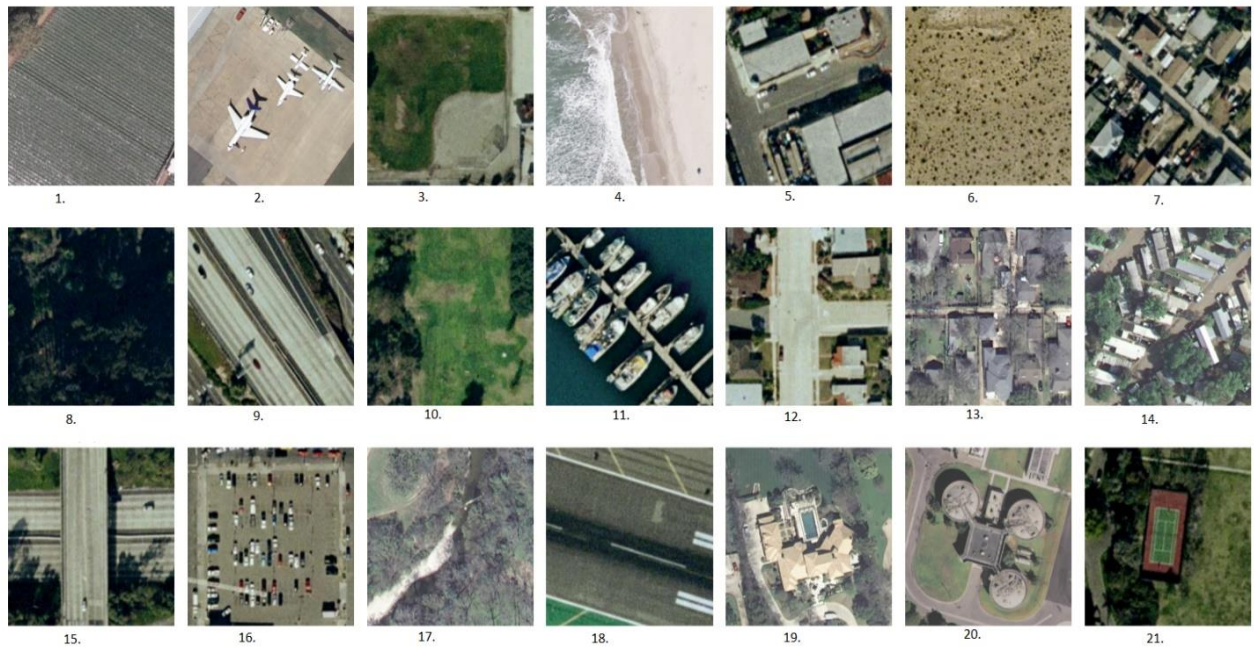 1. 2. 3. 4. 5. 6. 7.
8. 9. 10. 11. 12. 13. 14.
15. 16. 17. 18. 19. 20. 21.